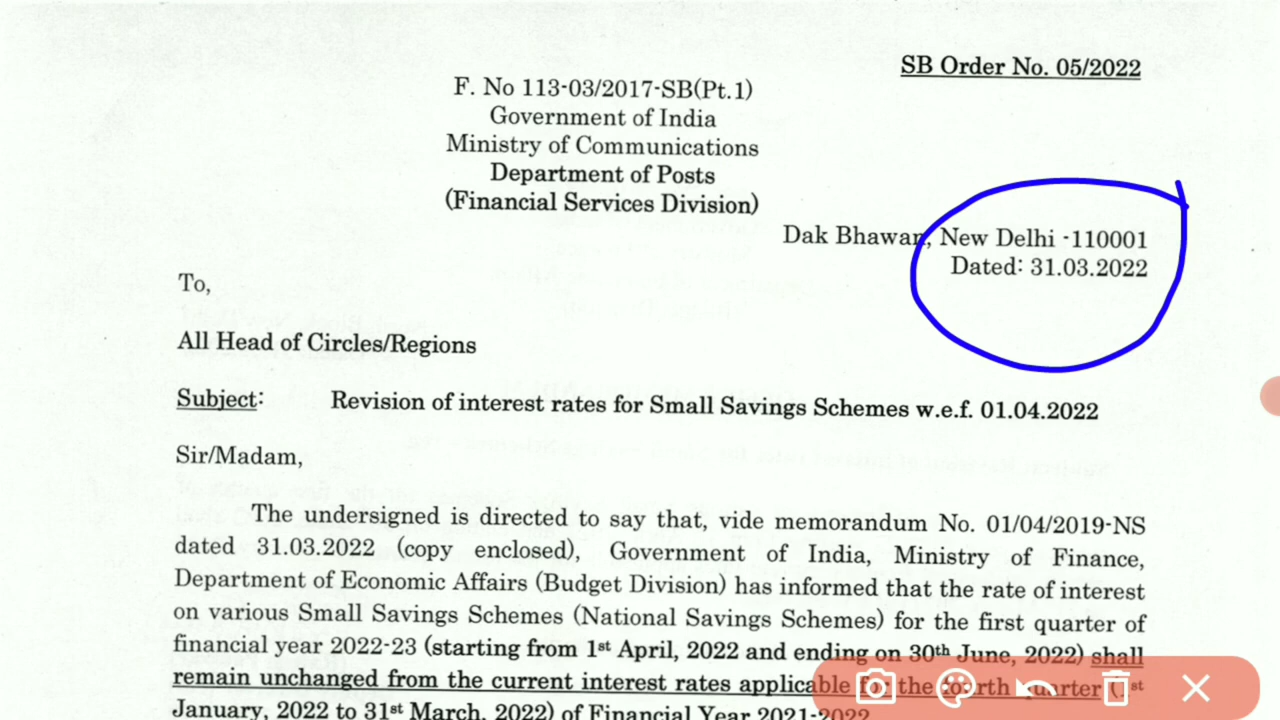 SB Order No. 05/2022
F. No 113-03/2017-SB(Pt.1)
Government of India
Ministry of Communications
Department of Posts
(Financial Services Division)
Dak Bhawan, New Delhi -110001
Dated: 31.03.2022
To,
All Head of Circles/Regions
Subject: Revision of interest rates for Small Savings Schemes w.e.f. 01.04.2022
Sir/Madam,
The undersigned is directed to say that, vide memorandum No. 01/04/2019-NS
dated 31.03.2022 (copy enclosed), Government of India, Ministry of Finance,
Department of Economic Affairs (Budget Division) has informed that the rate of interest
on various Small Savings Schemes (National Savings Schemes) for the first quarter of
financial year 2022-23 (starting from 1st April, 2022 and ending on 30th June, 2022) shall
remain unchanged from the current interest rates applicable for the fourth quarter (1st
January, 2022 to 31st March, 2022) of Financial Year 2021-2022